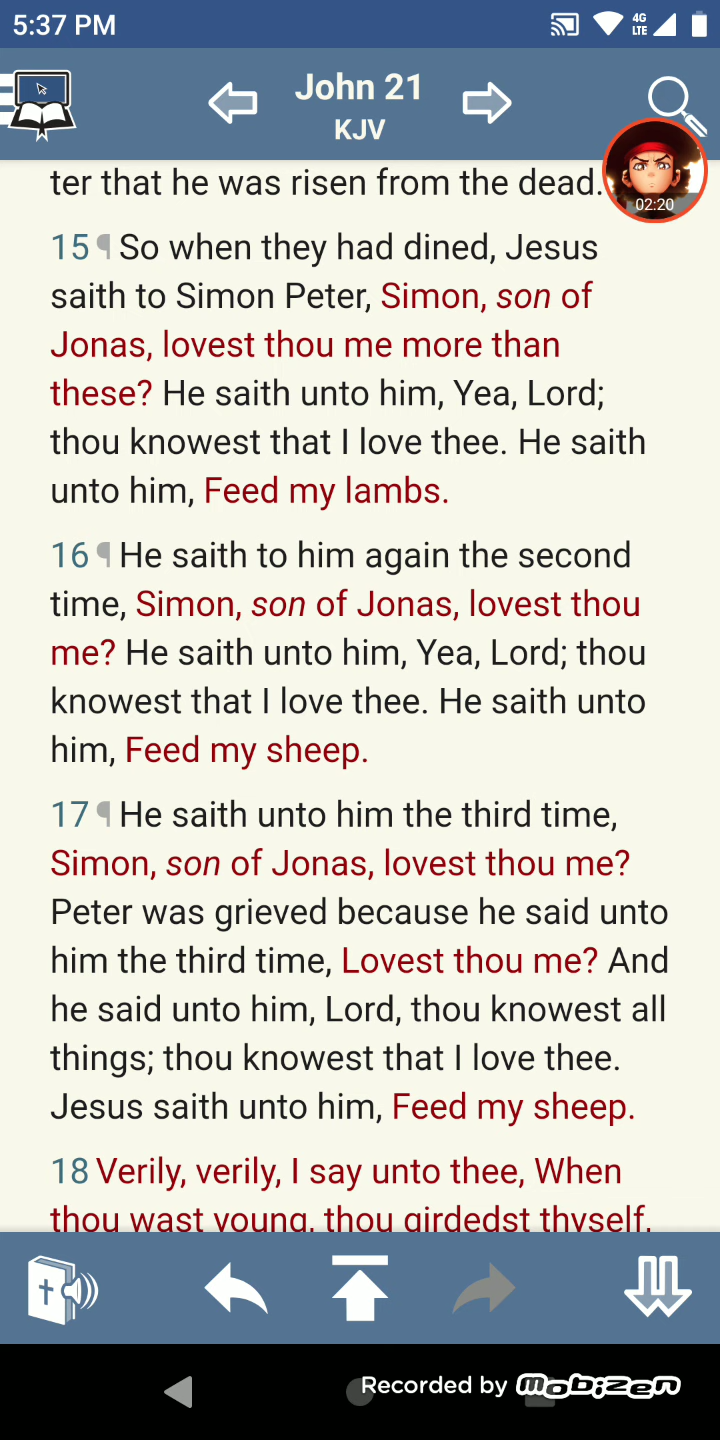 5:37 PM
4G
LTE
John 21
KJV
02:20
ter that he was risen from the dead.
15 ¶ So when they had dined, Jesus
saith to Simon Peter, Simon, son of
Jonas, lovest thou me more than
these? He saith unto him, Yea, Lord;
thou knowest that I love thee. He saith
unto him, Feed my lambs.
16 ¶ He saith to him again the second
time, Simon, son of Jonas, lovest thou
me? He saith unto him, Yea, Lord; thou
knowest that I love thee. He saith unto
him, Feed my sheep.
17 ¶ He saith unto him the third time,
Simon, son of Jonas, lovest thou me?
Peter was grieved because he said unto
him the third time, Lovest thou me? And
he said unto him, Lord, thou knowest all
things; thou knowest that I love thee.
Jesus saith unto him, Feed my sheep.
18 Verily, verily, I say unto thee, When
thou wast young, thou girdedst thyself,
Recorded by mobizen